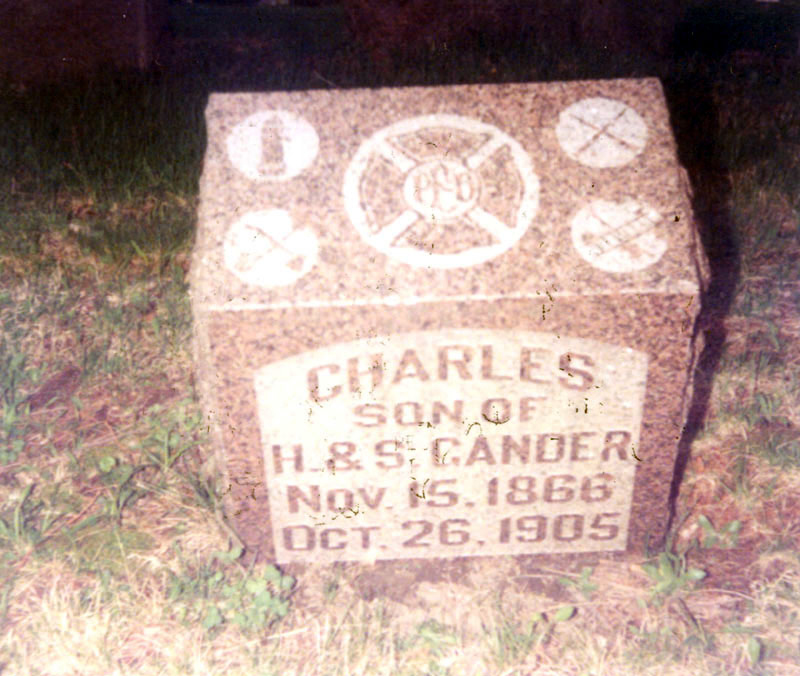 CHARLES
SON OF
H. & S. GANDER
Nov. 15. 1866
Oct. 26. 1905